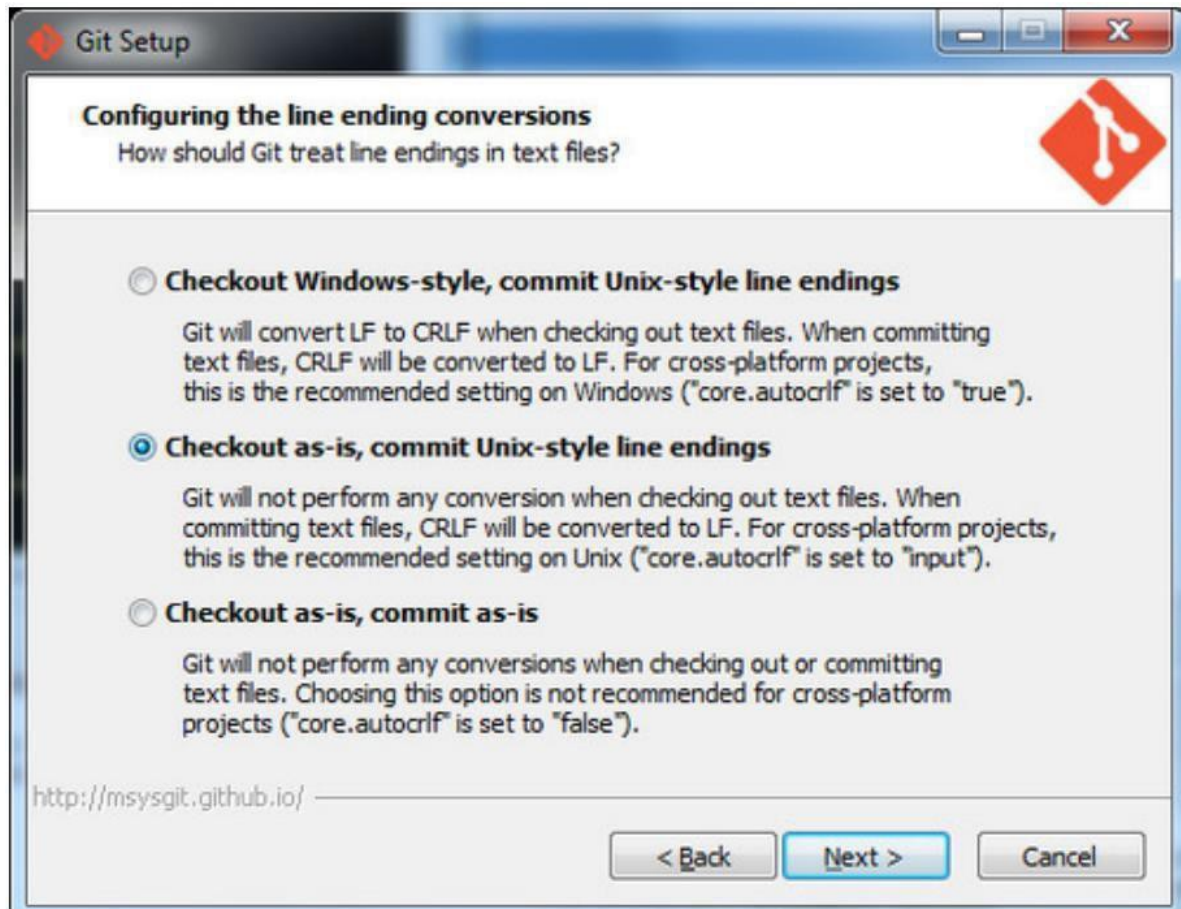 Git Setup
Configuring the line ending conversions
How should Git treat line endings in text files?
Checkout Windows-style, commit Unix-style line endings
Git will convert LF to CRLF when checking out text files. When committing
text files, CRLF will be converted to LF. For cross-platform projects,
this is the recommended setting on Windows ("core.autocrlf" is set to "true").
Checkout as-is, commit Unix-style line endings
Git will not perform any conversion when checking out text files. When
committing text files, CRLF will be converted to LF. For cross-platform projects,
this is the recommended setting on Unix ("core.autocrlf" is set to "input").
Checkout as-is, commit as-is
Git will not perform any conversions when checking out or committing
text files. Choosing this option is not recommended for cross-platform
projects ("core.autocrlf" is set to "false").
http://msysgit.github.io/
< Back
Next >
Cancel